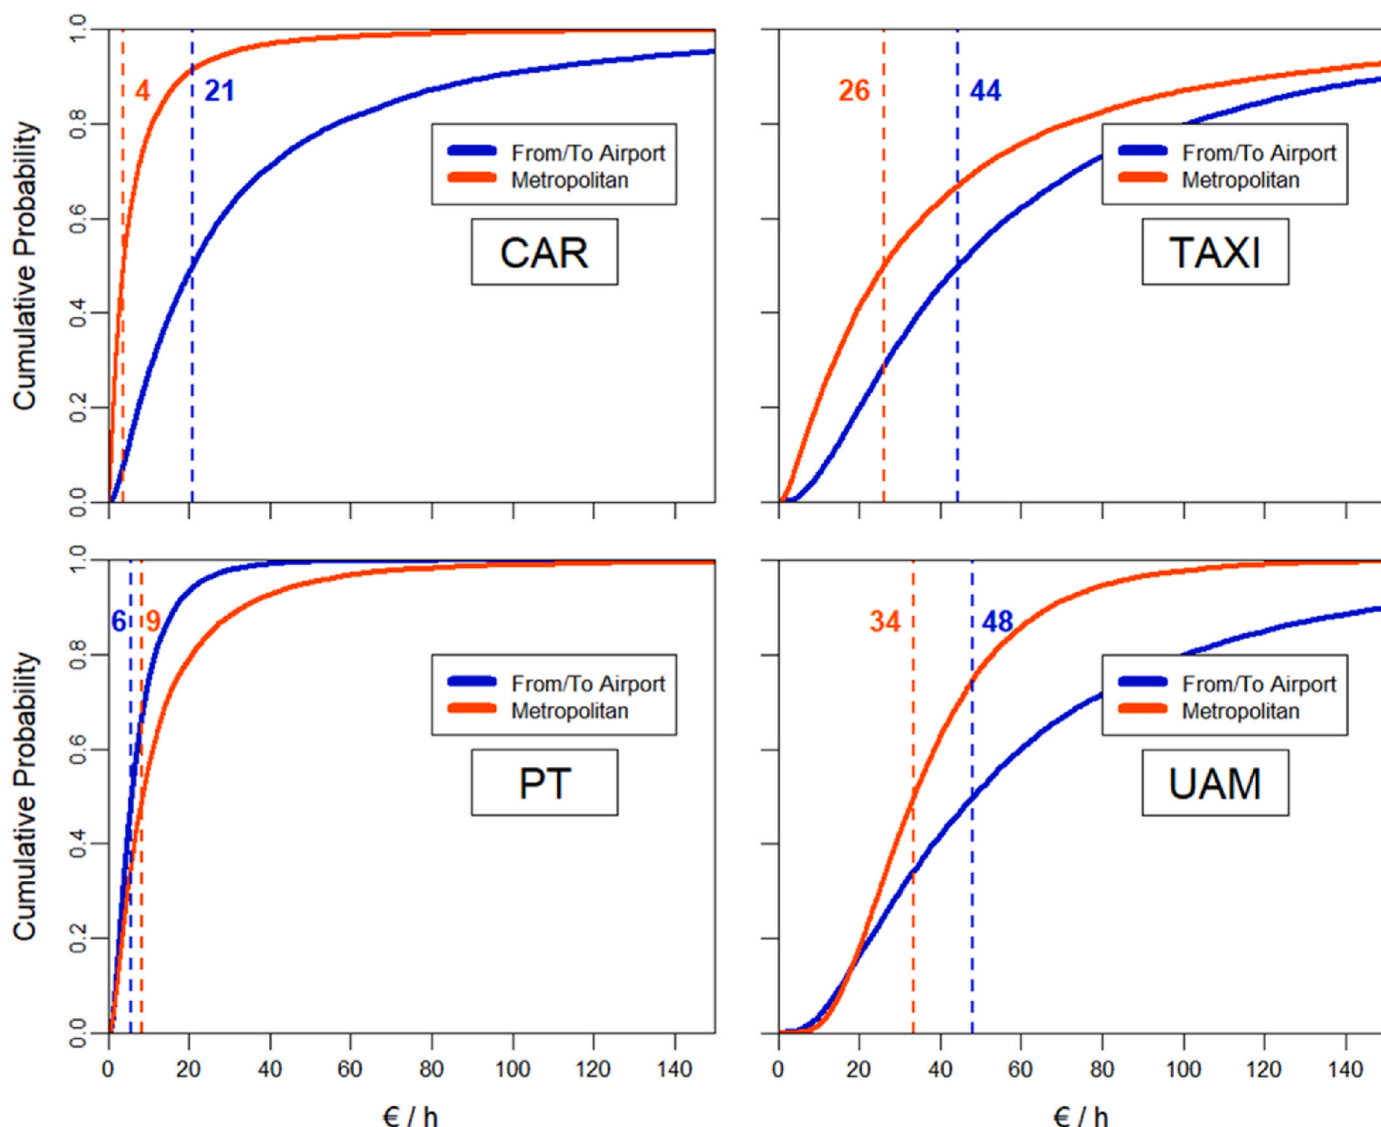 Cumulative Probability
1.0
0.8
0.6
0.4
0.2
0.0
4
21
From/To Airport
Metropolitan
CAR
26
44
From/To Airport
Metropolitan
TAXI
Cumulative Probability
1.0
0.8
0.6
0.4
0.2
0.0
6
9
From/To Airport
Metropolitan
PT
0 20 40 60 80 100 120 140
€ / h
34
48
From/To Airport
Metropolitan
UAM
0 20 40 60 80 100 120 140
€ / h